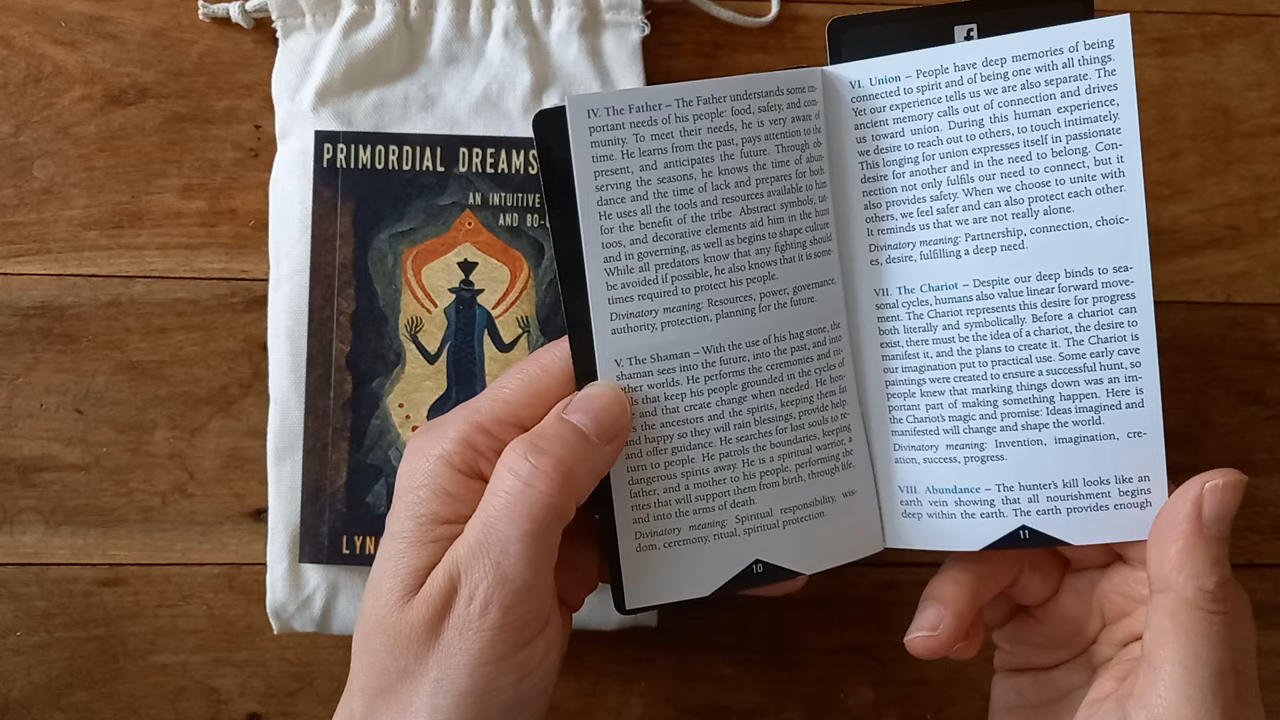 PRIMORDIAL DREAMS
AN INTUITIVE
AND 80-
LYN
f
IV. The Father – The Father understands some im-
portant needs of his people: food, safety, and com-
munity. To meet their needs, he is very aware of
time. He learns from the past, pays attention to the
present, and anticipates the future. Through ob-
serving the seasons, he knows the time of abun-
dance and the time of lack and prepares for both.
He uses all the tools and resources available to him
for the benefit of the tribe. Abstract symbols, tat-
toos, and decorative elements aid him in the hunt
and in governing, as well as begins to shape culture.
While all predators know that any fighting should
be avoided if possible, he also knows that it is some-
times required to protect his people.
Divinatory meaning: Resources, power, governance,
authority, protection, planning for the future.
V. The Shaman – With the use of his hag stone, the
shaman sees into the future, into the past, and into
other worlds. He performs the ceremonies and rit-
ls that keep his people grounded in the cycles of
e and that create change when needed. He hon-
s the ancestors and the spirits, keeping them fat
and happy so they will rain blessings, provide help,
and offer guidance. He searches for lost souls to re-
turn to people. He patrols the boundaries, keeping
dangerous spirits away. He is a spiritual warrior, a
father, and a mother to his people, performing the
rites that will support them from birth, through life,
and into the arms of death.
Divinatory meaning: Spiritual responsibility, wis-
dom, ceremony, ritual, spiritual protection.
10
VI. Union – People have deep memories of being
connected to spirit and of being one with all things.
Yet our experience tells us we are also separate. The
ancient memory calls out of connection and drives
us toward union. During this human experience,
we desire to reach out to others, to touch intimately.
This longing for union expresses itself in passionate
desire for another and in the need to belong. Con-
nection not only fulfils our need to connect, but it
also provides safety. When we choose to unite with
others, we feel safer and can also protect each other.
It reminds us that we are not really alone.
Divinatory meaning: Partnership, connection, choic-
es, desire, fulfilling a deep need.
VII. The Chariot – Despite our deep binds to sea-
sonal cycles, humans also value linear forward move-
ment. The Chariot represents this desire for progress
both literally and symbolically. Before a chariot can
exist, there must be the idea of a chariot, the desire to
manifest it, and the plans to create it. The Chariot is
our imagination put to practical use. Some early cave
paintings were created to ensure a successful hunt, so
people knew that marking things down was an im-
portant part of making something happen. Here is
the Chariot's magic and promise: Ideas imagined and
manifested will change and shape the world.
Divinatory meaning: Invention, imagination, cre-
ation, success, progress.
VIII. Abundance – The hunter's kill looks like an
earth vein showing that all nourishment begins
deep within the earth. The earth provides enough
11